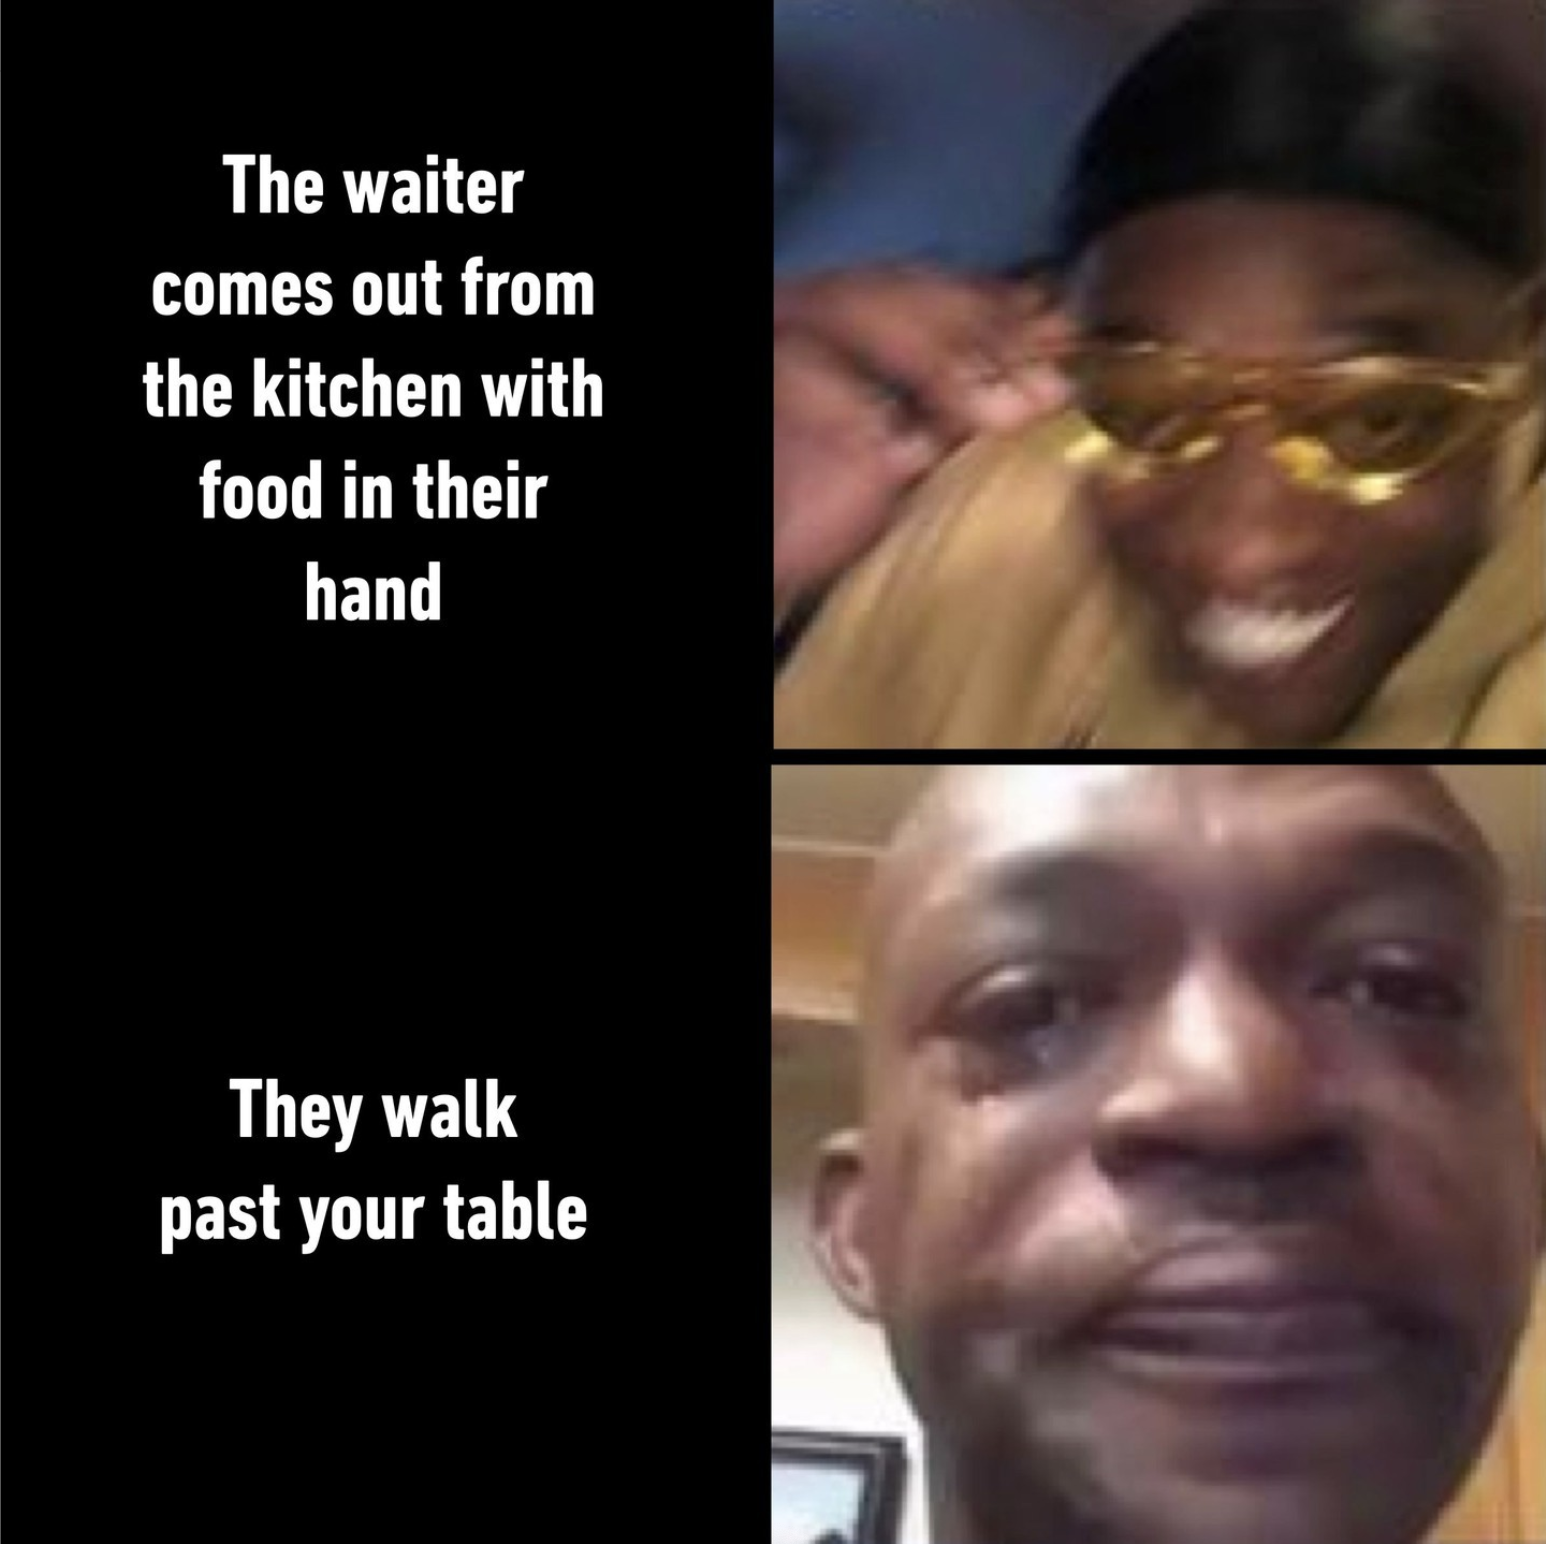 The waiter
comes out from
the kitchen with
food in their
hand
They walk
past your table